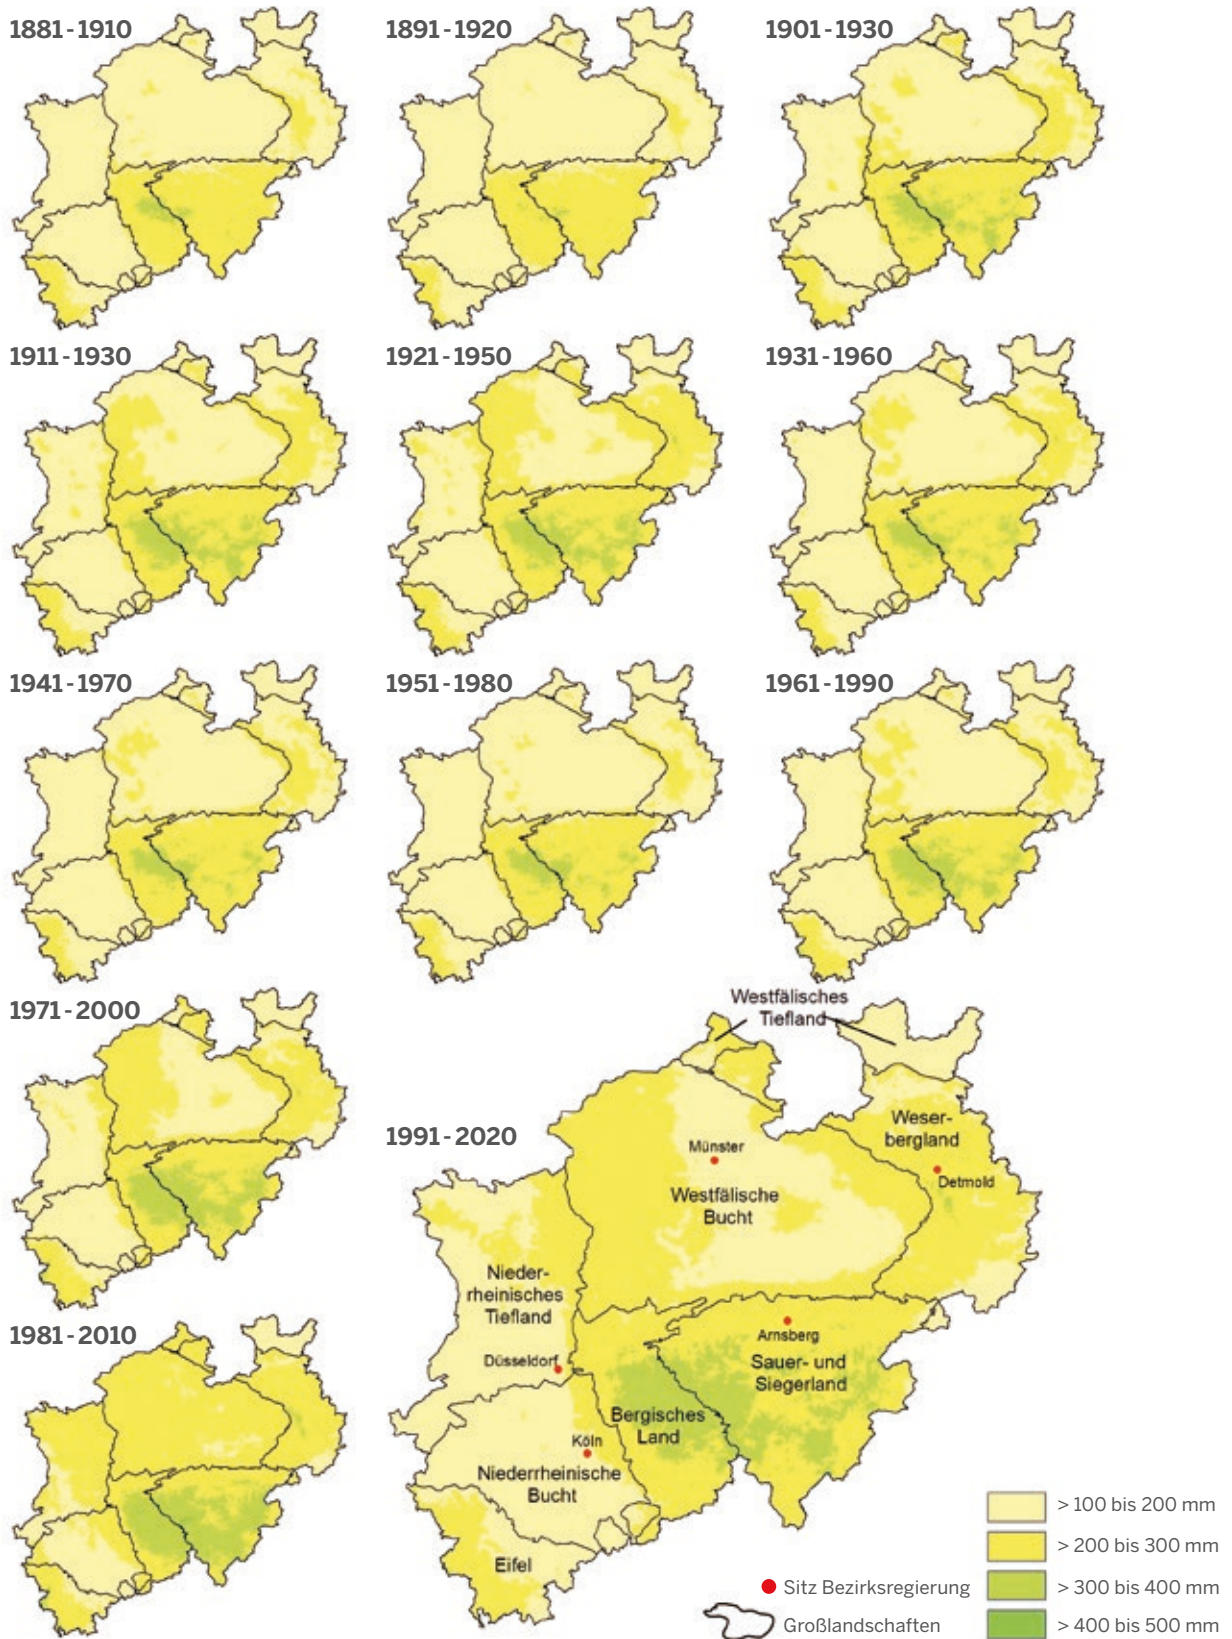 1881 - 1910
1891 - 1920
1901 - 1930
1911 - 1930
1921 - 1950
1931 - 1960
1941 - 1970
1951 - 1980
1961 - 1990
1971 - 2000
1981 - 2010
1991 - 2020
Westfälisches
Tiefland
Weser-
bergland
Münster
Detmold
Westfälische
Bucht
Nieder-
rheinisches
Tiefland
Arnsberg
Düsseldorf
Sauer- und
Siegerland
Bergisches
Land
Köln
Niederrheinische
Bucht
Eifel
Sitz Bezirksregierung
Großlandschaften
> 100 bis 200 mm
> 200 bis 300 mm
> 300 bis 400 mm
> 400 bis 500 mm